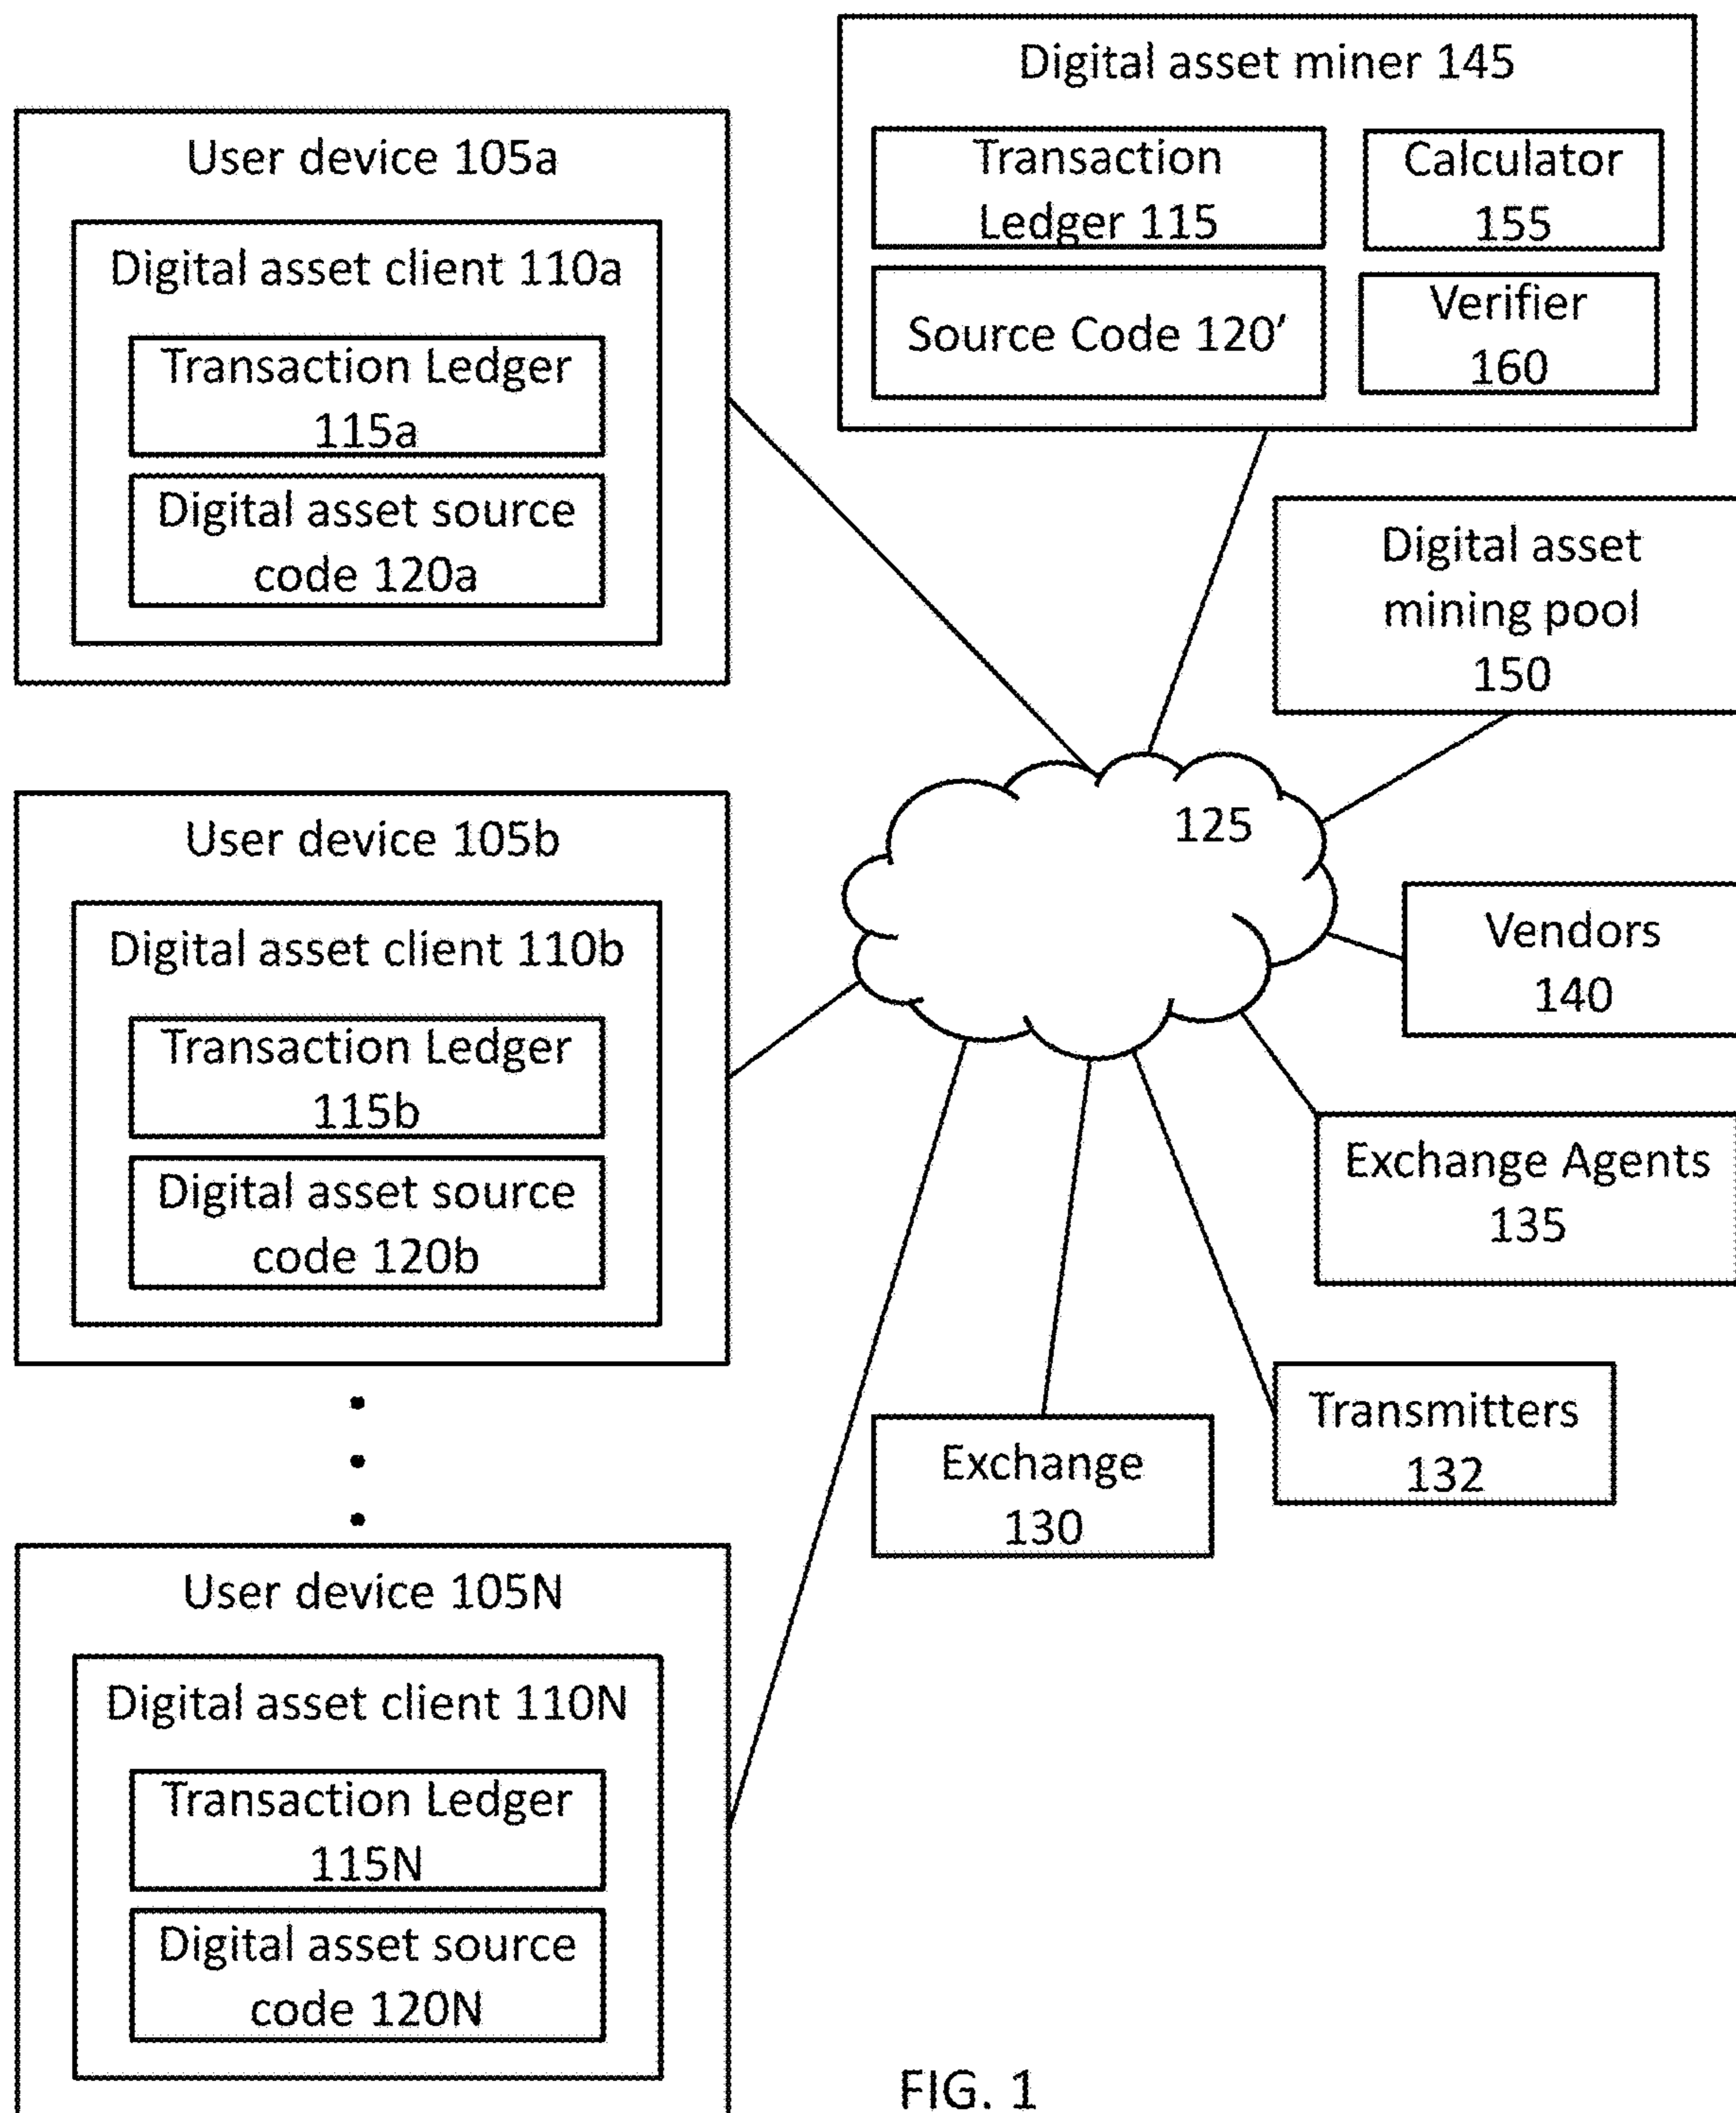 Digital asset miner 145
Transaction
Ledger 115
Calculator
155
Source Code 120′
Verifier
160
User device 105a
Digital asset client 110a
Transaction Ledger
115a
Digital asset source
code 120a
Digital asset
mining pool
150
125
User device 105b
Digital asset client 110b
Transaction Ledger
115b
Digital asset source
code 120b
Vendors
140
Exchange Agents
135
Transmitters
132
Exchange
130
User device 105N
Digital asset client 110N
Transaction Ledger
115N
Digital asset source
code 120N
FIG. 1